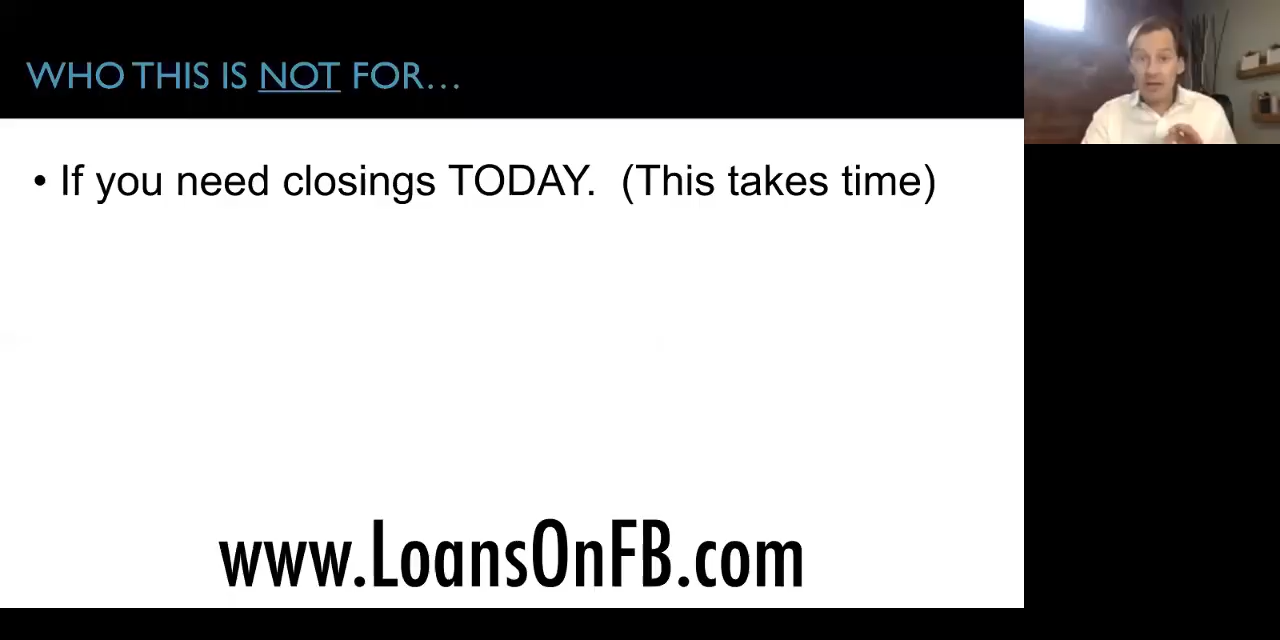 WHO THIS IS NOT FOR…
• If you need closings TODAY.  (This takes time)
www.LoansOnFB.com